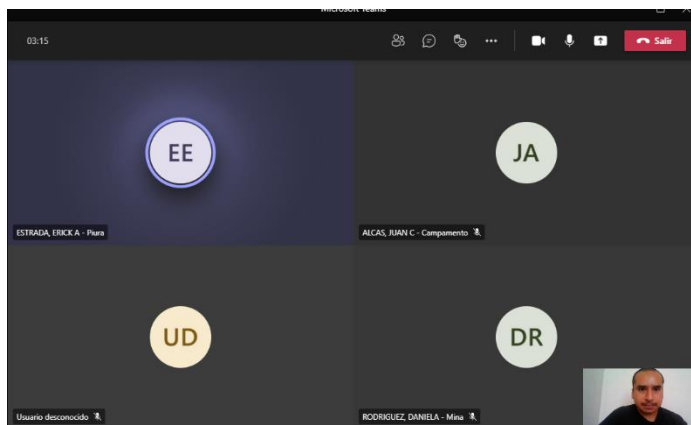 Microsoft Teams
03:15
Salir
EE
JA
ESTRADA, ERICK A - Piura
ALCAS, JUAN C - Campamento
UD
DR
Usuario desconocido
RODRIGUEZ, DANIELA - Mina